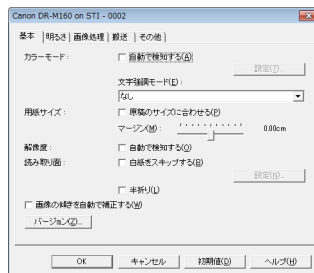 Canon DR-M160 on STI - 0002
基本 明るさ 画像処理 搬送 その他
カラーモード: 自動で検知する(A)
設定(T)...
文字強調モード(E):
なし
用紙サイズ: 原稿のサイズに合わせる(P)
マージン(M): 0.00cm
解像度: 自動で検知する(O)
読み取り面: 白紙をスキップする(B)
設定(N)...
半折り(L)
画像の傾きを自動で補正する(W)
バージョン(Z)...
OK キャンセル 初期値(D) ヘルプ(H)